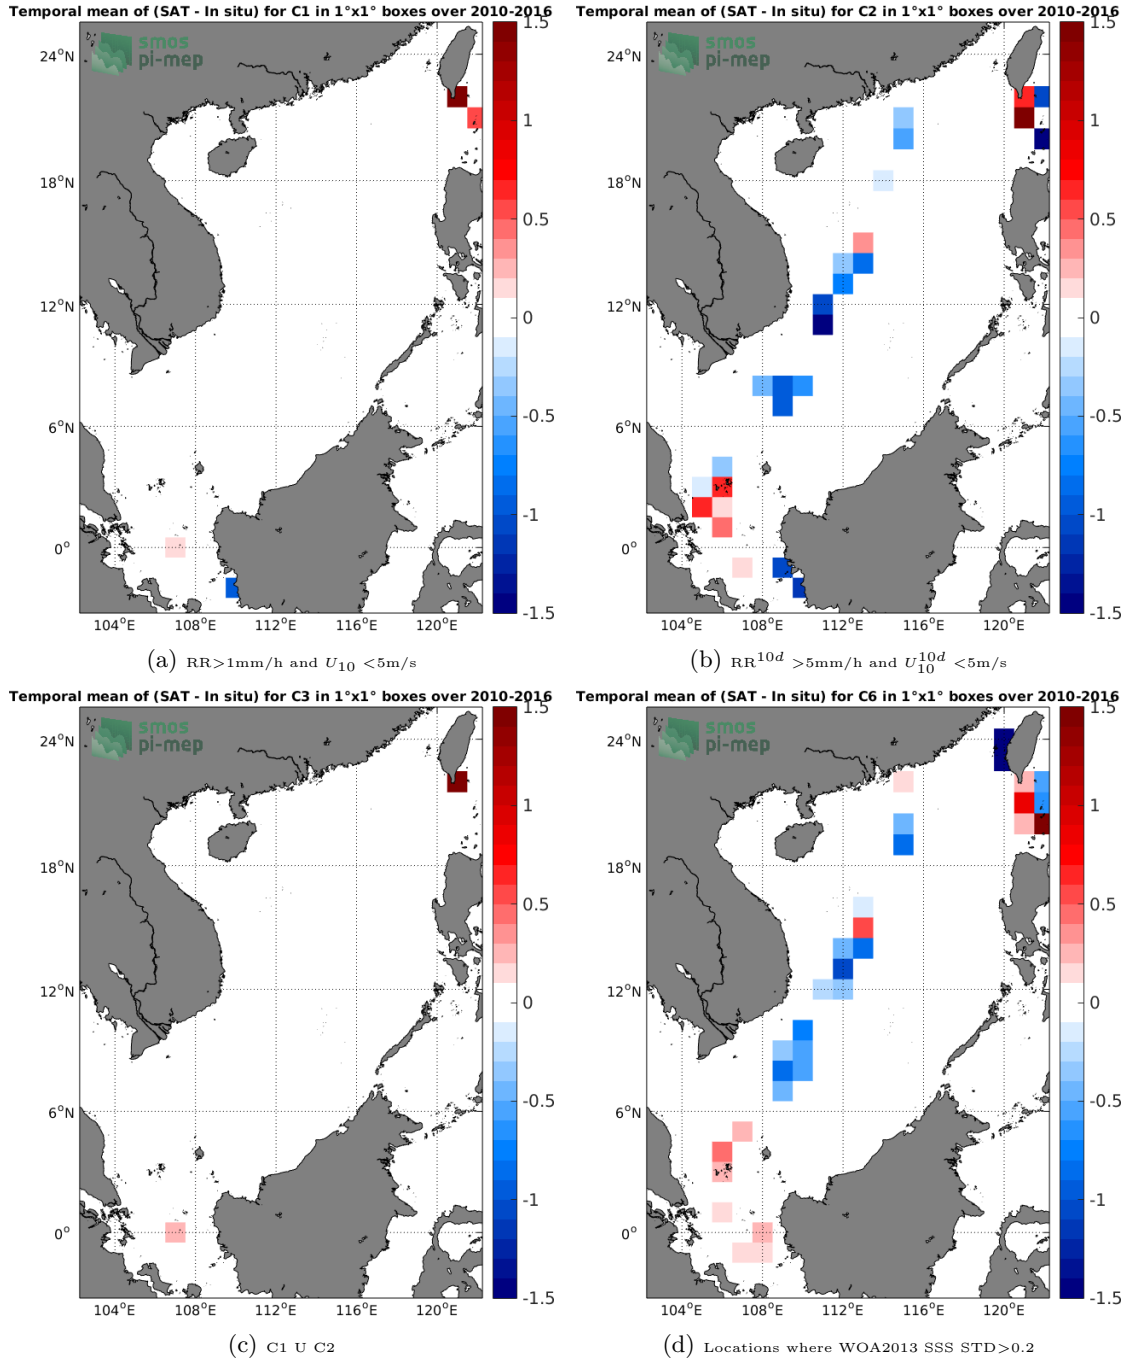 Temporal mean of (SAT - In situ) for C1 in 1°x1° boxes over 2010-2016
smos
pi-mep
24°N
18°N
12°N
6°N
0°
104°E 108°E 112°E 116°E 120°E
1.5
1
0.5
0
-0.5
-1
-1.5
(a) RR>1mm/h and U10 <5m/s
Temporal mean of (SAT - In situ) for C2 in 1°x1° boxes over 2010-2016
smos
pi-mep
24°N
18°N
12°N
6°N
0°
104°E 108°E 112°E 116°E 120°E
1.5
1
0.5
0
-0.5
-1
-1.5
(b) RR10d >5mm/h and U10d10 <5m/s
Temporal mean of (SAT - In situ) for C3 in 1°x1° boxes over 2010-2016
smos
pi-mep
24°N
18°N
12°N
6°N
0°
104°E 108°E 112°E 116°E 120°E
1.5
1
0.5
0
-0.5
-1
-1.5
(c) C1 U C2
Temporal mean of (SAT - In situ) for C6 in 1°x1° boxes over 2010-2016
smos
pi-mep
24°N
18°N
12°N
6°N
0°
104°E 108°E 112°E 116°E 120°E
1.5
1
0.5
0
-0.5
-1
-1.5
(d) Locations where WOA2013 SSS STD>0.2